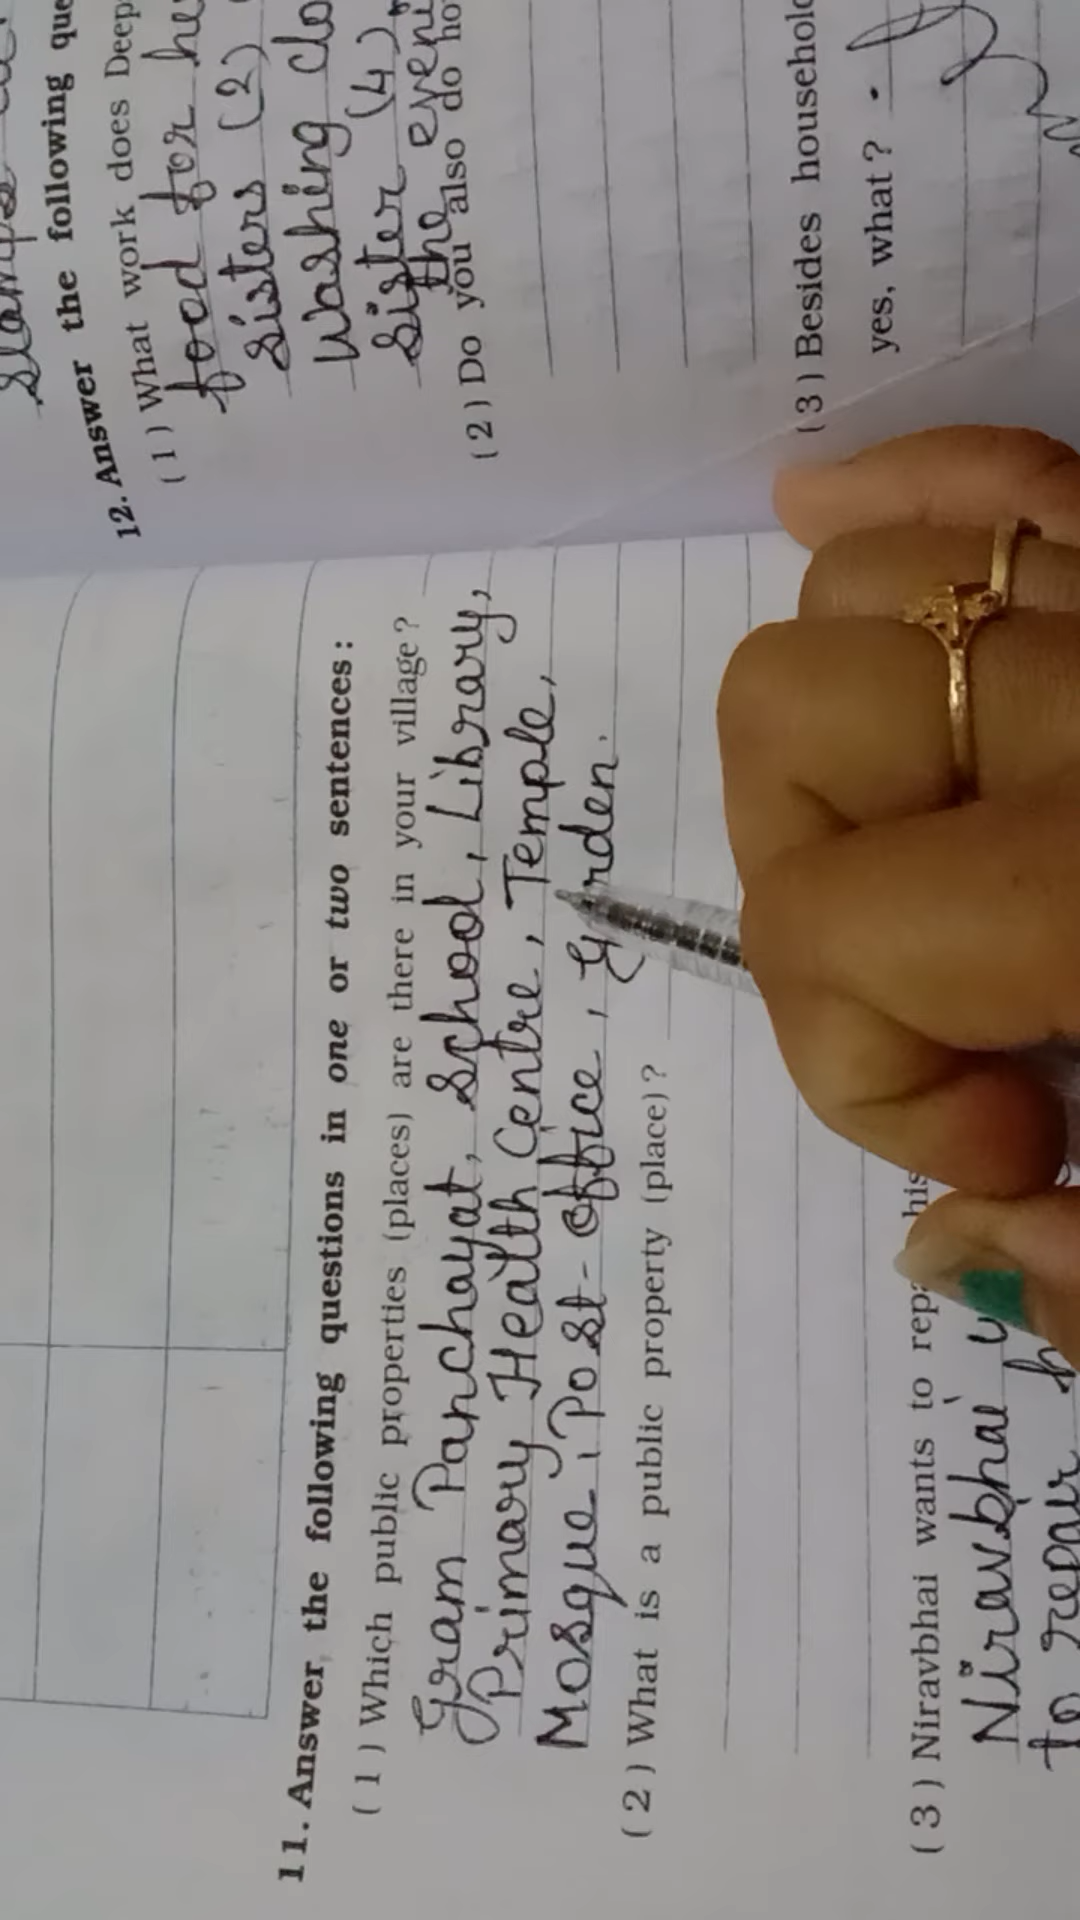 11. Answer the following questions in one or two sentences:
(1) Which public properties (places) are there in your village?
Gram Panchayat, School, Library,
Primary Health Centre, Temple,
Mosque, Post-office, Garden.
(2) What is a public property (place)?
(3) Niravbhai wants to repa his
Niravbhai
to repair
12. Answer the following que
(1) What work does Deep
food for he
sisters (2)
washing clo
sister (4)
the eveni
(2) Do you also do ho
(3) Besides household
yes, what?